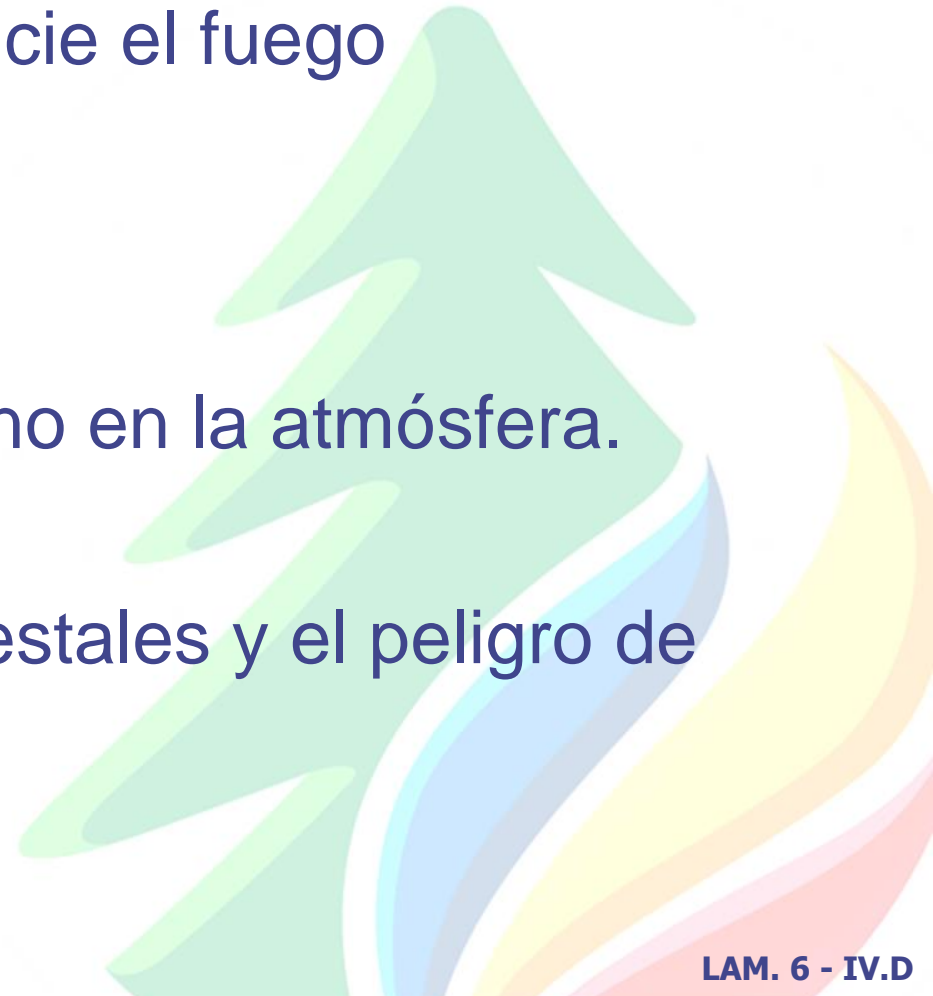 cie el fuego
no en la atmósfera.
estales y el peligro de
LAM. 6 - IV.D